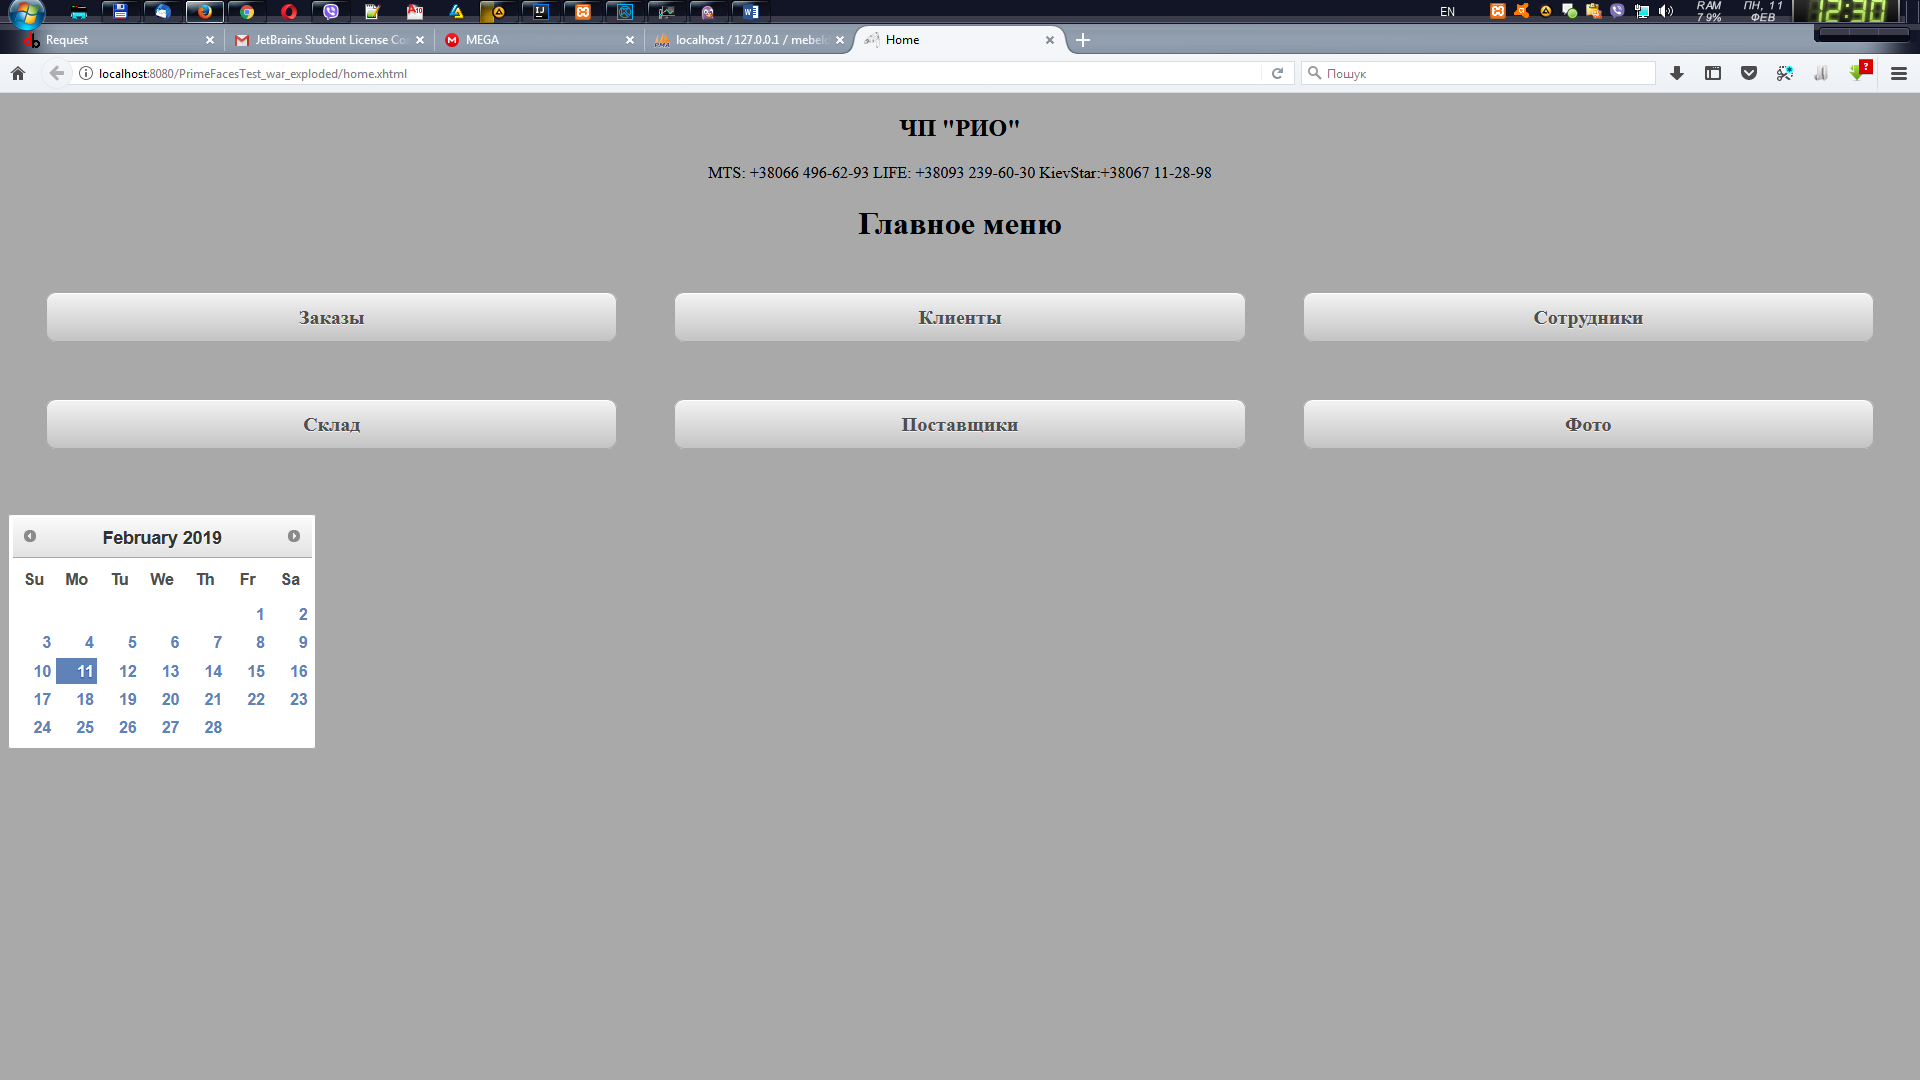 EN
RAM
79%
ПН, 11
ФЕВ
12:30
Request
JetBrains Student License Co
MEGA
localhost / 127.0.0.1 / mebel
Home
localhost:8080/PrimeFacesTest_war_exploded/home.xhtml
Пошук
ЧП "РИО"
MTS: +38066 496-62-93 LIFE: +38093 239-60-30 KievStar:+38067 11-28-98
Главное меню
Заказы
Клиенты
Сотрудники
Склад
Поставщики
Фото
February 2019
Su Mo Tu We Th Fr Sa
1 2
3 4 5 6 7 8 9
10 11 12 13 14 15 16
17 18 19 20 21 22 23
24 25 26 27 28